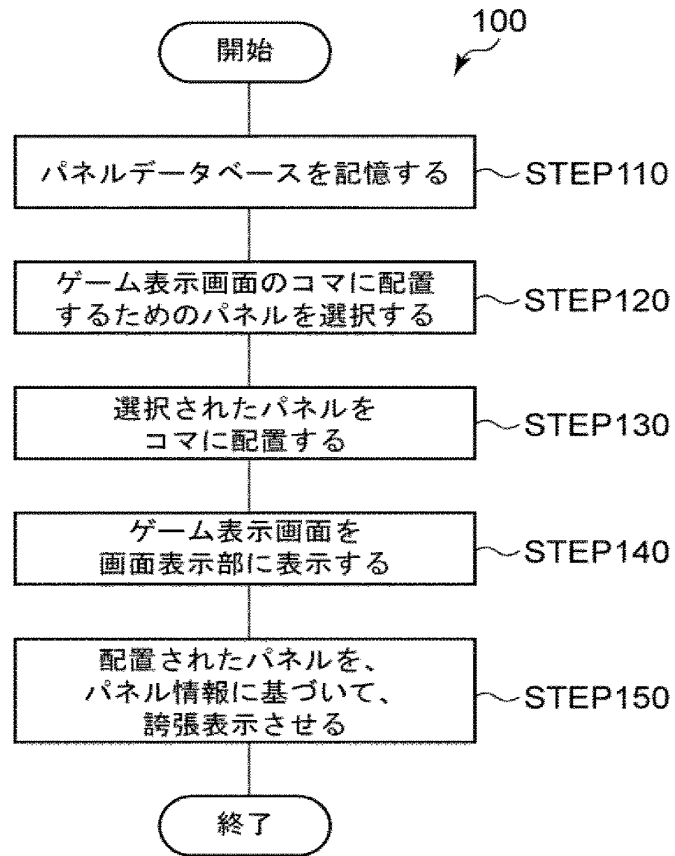 100
開始
パネルデータベースを記憶する
STEP110
ゲーム表示画面のコマに配置
するためのパネルを選択する
STEP120
選択されたパネルを
コマに配置する
STEP130
ゲーム表示画面を
画面表示部に表示する
STEP140
配置されたパネルを、
パネル情報に基づいて、
誇張表示させる
STEP150
終了